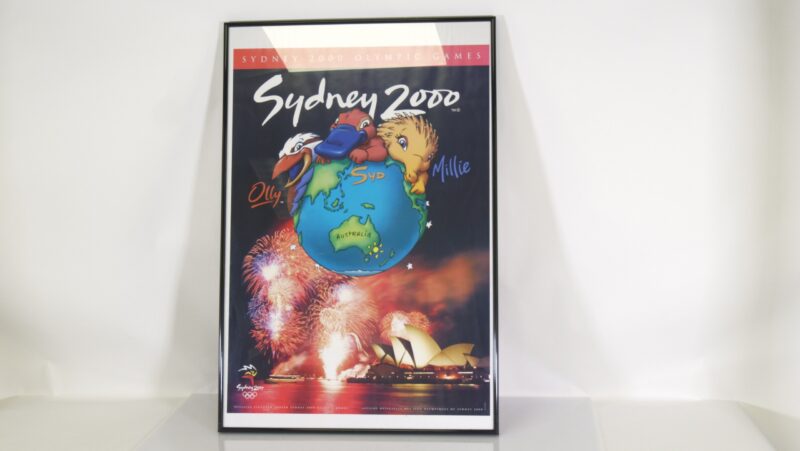 SYDNEY 2000 OLYMPIC GAMES
Sydney 2000
Syd
Olly
Millie
AUSTRALIA
Sydney 2000